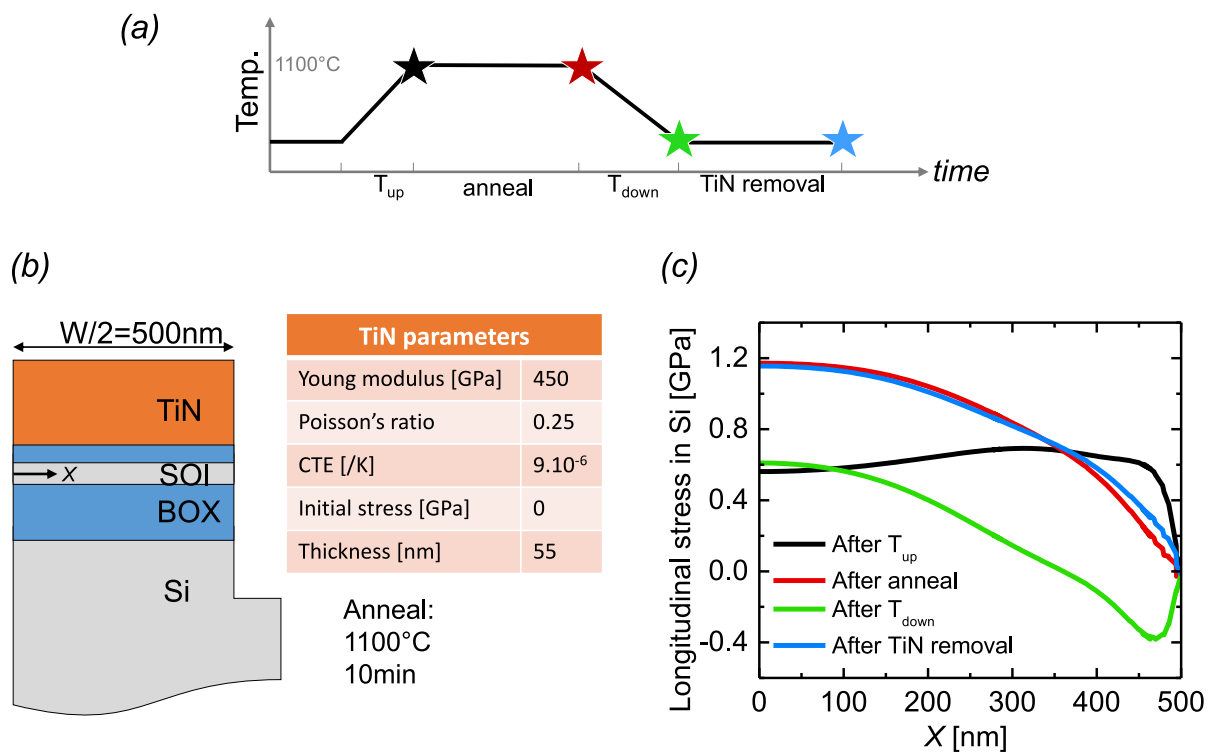 (a)
Temp.
1100°C
T_up
anneal
T_down
TiN removal
time
(b)
W/2=500nm
TiN
SOI
X
BOX
Si
TiN parameters
Young modulus [GPa] 450
Poisson's ratio 0.25
CTE [/K] 9.10^-6
Initial stress [GPa] 0
Thickness [nm] 55
Anneal:
1100°C
10min
(c)
Longitudinal stress in Si [GPa]
1.2
0.8
0.4
0.0
-0.4
After T_up
After anneal
After T_down
After TiN removal
0 100 200 300 400 500
X [nm]